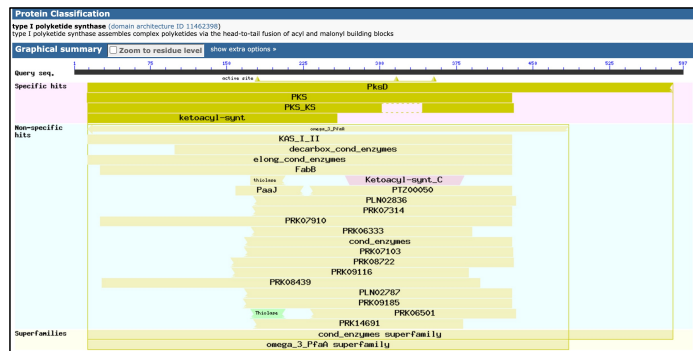 Protein Classification
type I polyketide synthase (domain architecture ID 11462398)
type I polyketide synthase assembles complex polyketides via the head-to-tail fusion of acyl and malonyl building blocks
Graphical summary Zoom to residue level show extra options »
1 75 150 225 300 375 450 525 597
Query seq.
active site
Specific hits PksD
PKS
PKS_KS
ketoacyl-synt
Non-specific hits omega_3_PfaA
KAS_I_II
decarbox_cond_enzymes
elong_cond_enzymes
FabB
thiolase Ketoacyl-synt_C
PaaJ PTZ00050
PLN02836
PRK07314
PRK07910
PRK06333
cond_enzymes
PRK07103
PRK08722
PRK09116
PRK08439
PLN02787
PRK09185
Thiolase PRK06501
PRK14691
Superfamilies cond_enzymes superfamily
omega_3_PfaA superfamily